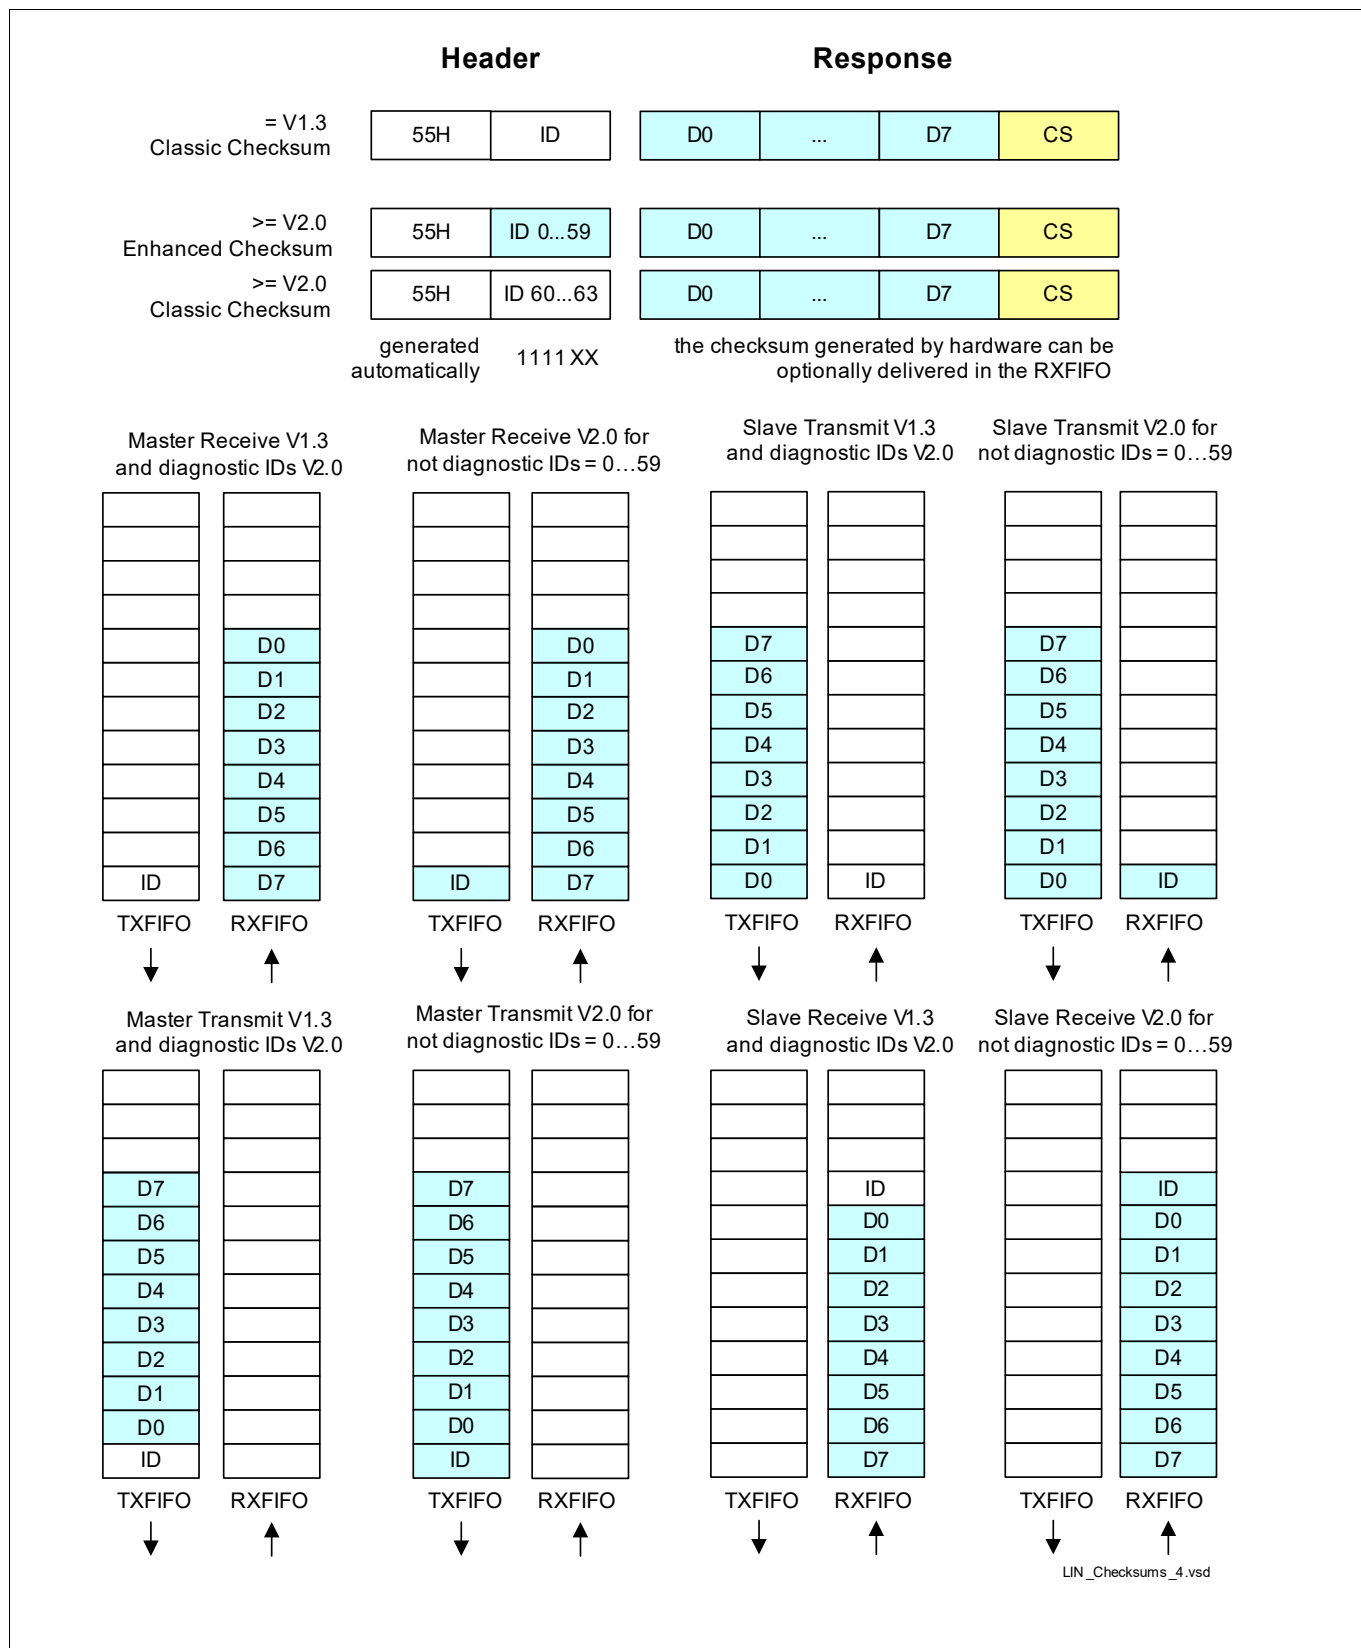 Header Response
= V1.3
Classic Checksum
55H ID D0 ... D7 CS
>= V2.0
Enhanced Checksum
55H ID 0...59 D0 ... D7 CS
>= V2.0
Classic Checksum
55H ID 60...63 D0 ... D7 CS
generated
automatically
1111 XX
the checksum generated by hardware can be
optionally delivered in the RXFIFO
Master Receive V1.3
and diagnostic IDs V2.0
D0
D1
D2
D3
D4
D5
D6
ID D7
TXFIFO RXFIFO
Master Receive V2.0 for
not diagnostic IDs = 0...59
D0
D1
D2
D3
D4
D5
D6
ID D7
TXFIFO RXFIFO
Slave Transmit V1.3
and diagnostic IDs V2.0
D7
D6
D5
D4
D3
D2
D1
D0 ID
TXFIFO RXFIFO
Slave Transmit V2.0 for
not diagnostic IDs = 0...59
D7
D6
D5
D4
D3
D2
D1
D0 ID
TXFIFO RXFIFO
Master Transmit V1.3
and diagnostic IDs V2.0
D7
D6
D5
D4
D3
D2
D1
D0
ID
TXFIFO RXFIFO
Master Transmit V2.0 for
not diagnostic IDs = 0...59
D7
D6
D5
D4
D3
D2
D1
D0
ID
TXFIFO RXFIFO
Slave Receive V1.3
and diagnostic IDs V2.0
ID
D0
D1
D2
D3
D4
D5
D6
D7
TXFIFO RXFIFO
Slave Receive V2.0 for
not diagnostic IDs = 0...59
ID
D0
D1
D2
D3
D4
D5
D6
D7
TXFIFO RXFIFO
LIN_Checksums_4.vsd